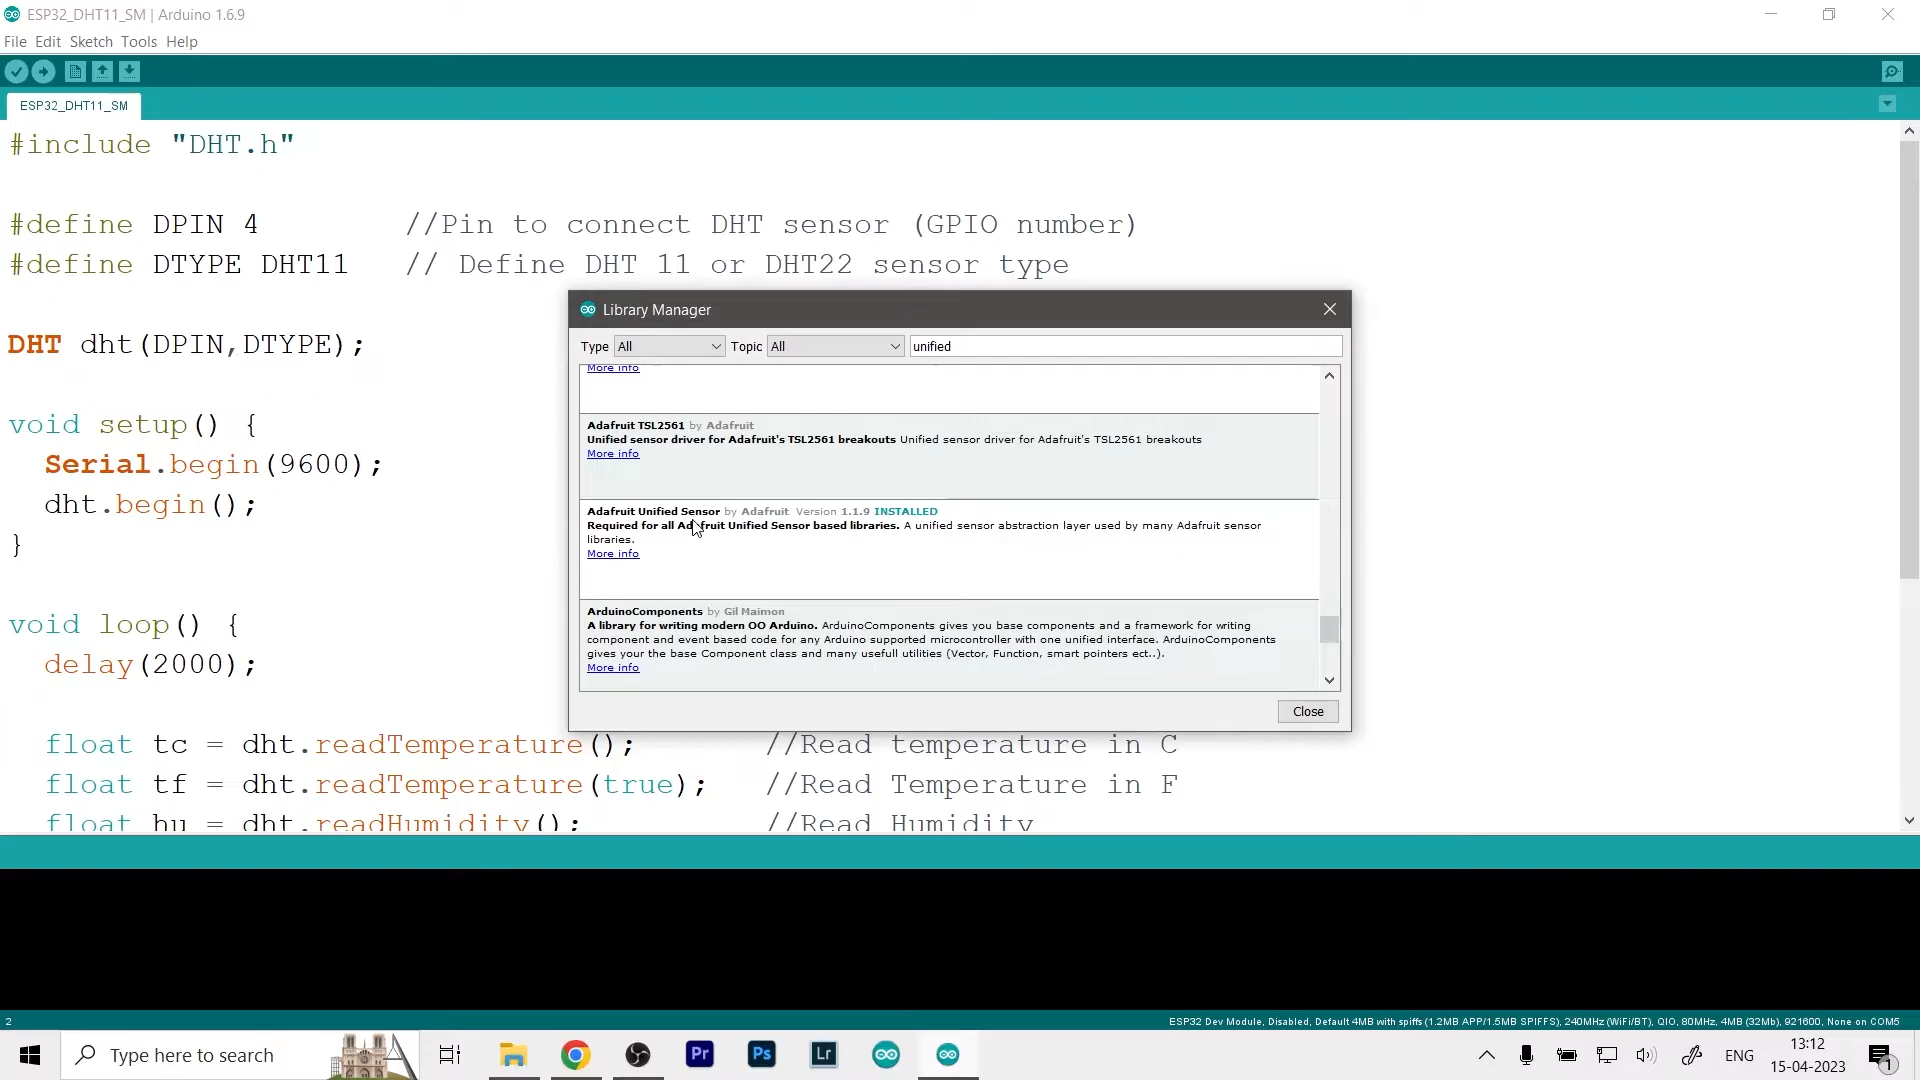 ESP32_DHT11_SM | Arduino 1.6.9
File Edit Sketch Tools Help
ESP32_DHT11_SM
#include "DHT.h"
#define DPIN 4 //Pin to connect DHT sensor (GPIO number)
#define DTYPE DHT11 // Define DHT 11 or DHT22 sensor type
DHT dht(DPIN,DTYPE);
void setup() {
Serial.begin(9600);
dht.begin();
}
void loop() {
delay(2000);
float tc = dht.readTemperature(); //Read temperature in C
float tf = dht.readTemperature(true); //Read Temperature in F
float hu = dht.readHumidity(); //Read Humidity
Library Manager
Type All Topic All unified
More info
Adafruit TSL2561 by Adafruit
Unified sensor driver for Adafruit's TSL2561 breakouts Unified sensor driver for Adafruit's TSL2561 breakouts
More info
Adafruit Unified Sensor by Adafruit Version 1.1.9 INSTALLED
Required for all Adafruit Unified Sensor based libraries. A unified sensor abstraction layer used by many Adafruit sensor
libraries.
More info
ArduinoComponents by Gil Maimon
A library for writing modern OO Arduino. ArduinoComponents gives you base components and a framework for writing
component and event based code for any Arduino supported microcontroller with one unified interface. ArduinoComponents
gives your the base Component class and many usefull utilities (Vector, Function, smart pointers ect..).
More info
Close
2
ESP32 Dev Module, Disabled, Default 4MB with spiffs (1.2MB APP/1.5MB SPIFFS), 240MHz (WiFi/BT), QIO, 80MHz, 4MB (32Mb), 921600, None on COM5
Type here to search
Pr
Ps
Lr
ENG
13:12
15-04-2023
1